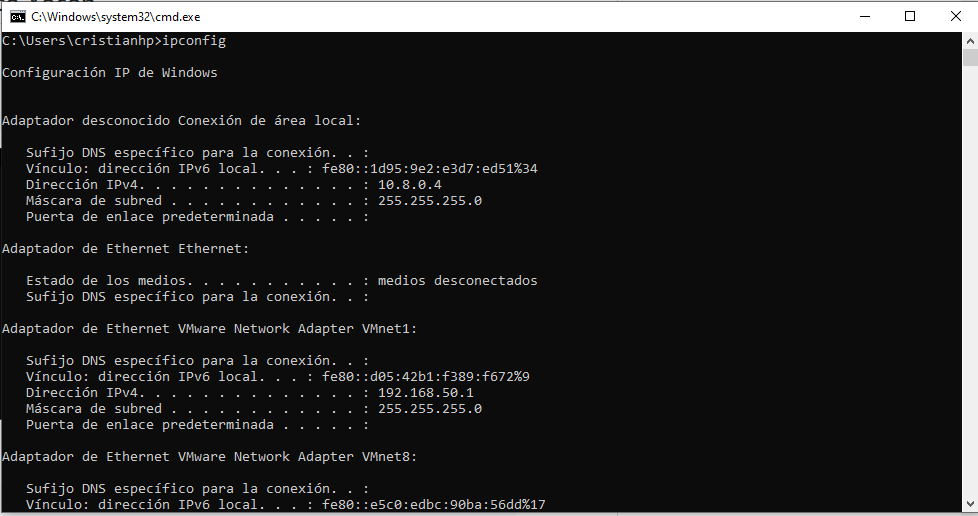 C:\Windows\system32\cmd.exe
C:\Users\cristianhp>ipconfig
Configuración IP de Windows
Adaptador desconocido Conexión de área local:
Sufijo DNS específico para la conexión. . :
Vínculo: dirección IPv6 local. . . : fe80::1d95:9e2:e3d7:ed51%34
Dirección IPv4. . . . . . . . . . . . . . : 10.8.0.4
Máscara de subred . . . . . . . . . . . . : 255.255.255.0
Puerta de enlace predeterminada . . . . . :
Adaptador de Ethernet Ethernet:
Estado de los medios. . . . . . . . . . . : medios desconectados
Sufijo DNS específico para la conexión. . :
Adaptador de Ethernet VMware Network Adapter VMnet1:
Sufijo DNS específico para la conexión. . :
Vínculo: dirección IPv6 local. . . : fe80::d05:42b1:f389:f672%9
Dirección IPv4. . . . . . . . . . . . . . : 192.168.50.1
Máscara de subred . . . . . . . . . . . . : 255.255.255.0
Puerta de enlace predeterminada . . . . . :
Adaptador de Ethernet VMware Network Adapter VMnet8:
Sufijo DNS específico para la conexión. . :
Vínculo: dirección IPv6 local. . . : fe80::e5c0:edbc:90ba:56dd%17